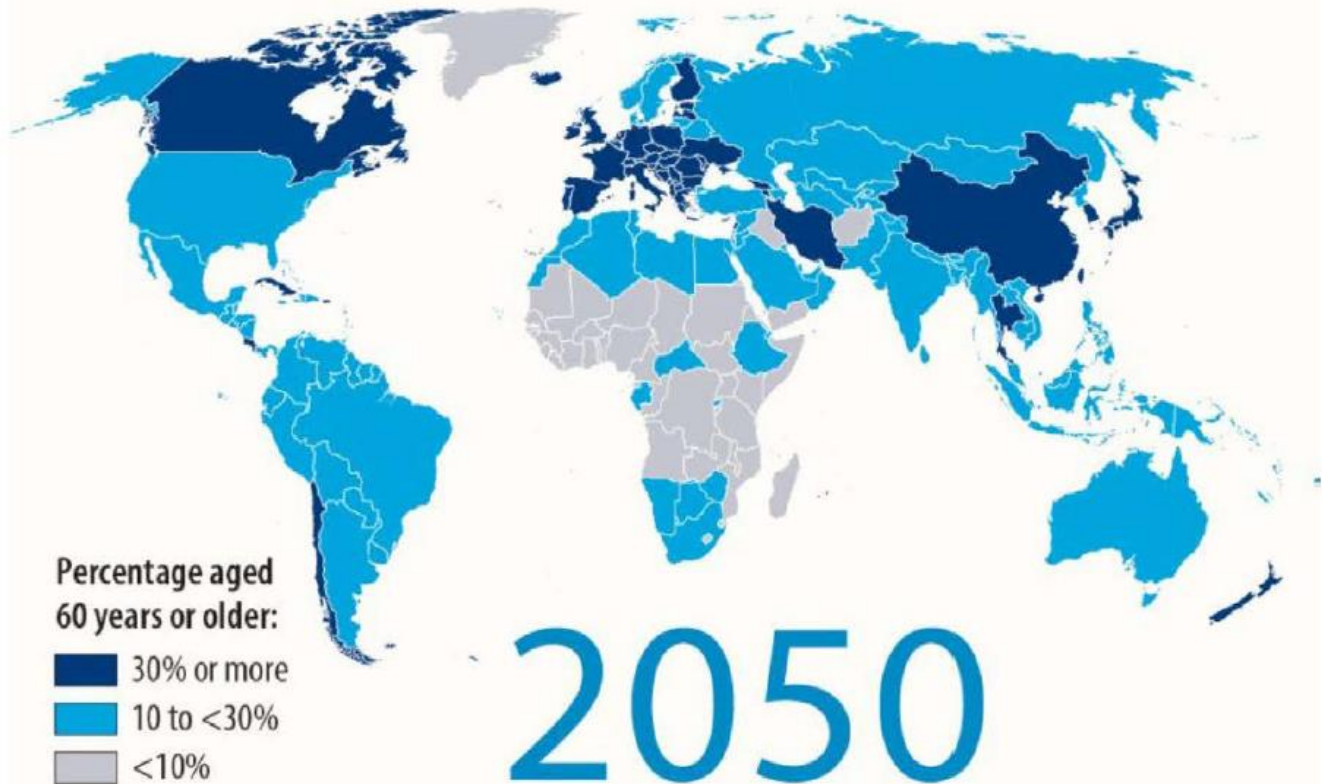 Percentage aged
60 years or older:
30% or more
10 to <30%
<10%
2050